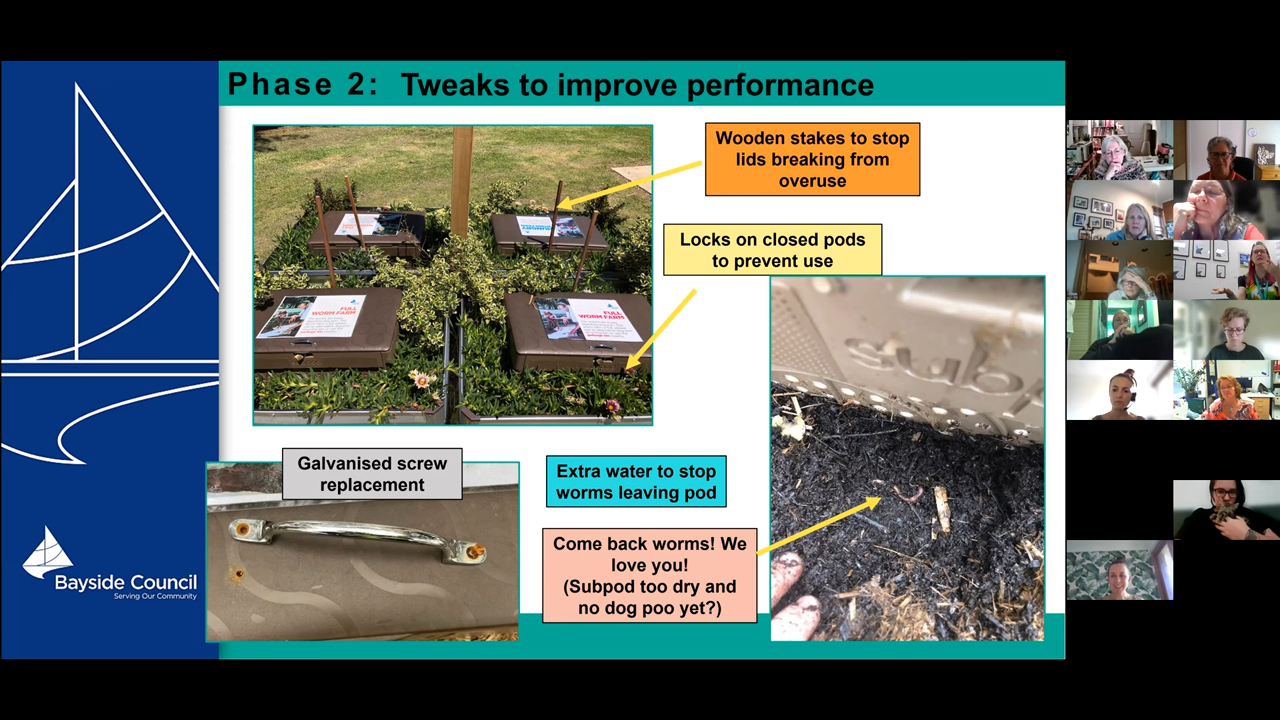 Phase 2: Tweaks to improve performance
Wooden stakes to stop
lids breaking from
overuse
Locks on closed pods
to prevent use
FULL
WORM FARM
FULL
WORM FARM
subp
Galvanised screw
replacement
Extra water to stop
worms leaving pod
Come back worms! We
love you!
(Subpod too dry and
no dog poo yet?)
Bayside Council
Serving Our Community